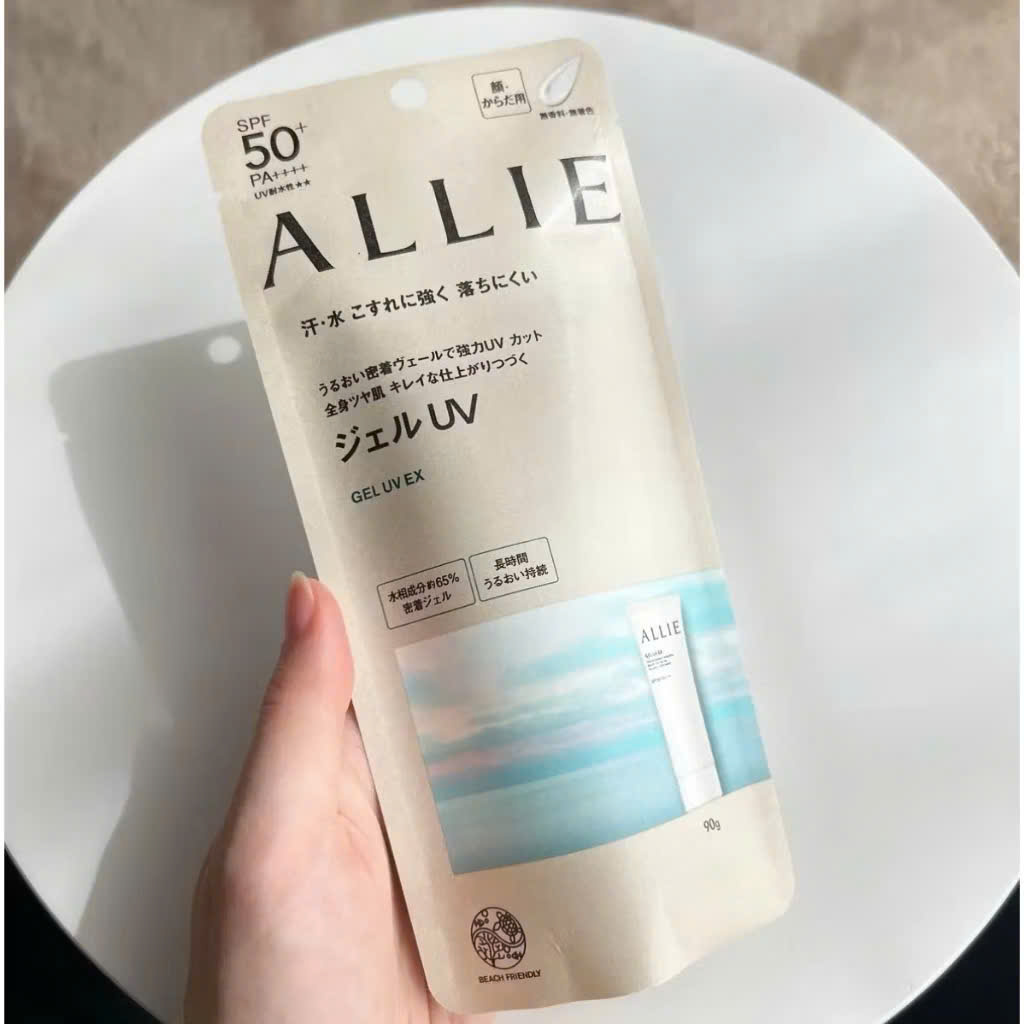 SPF
50+
PA++++
UV耐水性★★
顔・
からだ用
無香料・無着色
ALLIE
汗・水 こすれに強く 落ちにくい
うるおい密着ヴェールで強力UV カット
全身ツヤ肌 キレイな仕上がりつづく
ジェル UV
GEL UV EX
水相成分約65%
密着ジェル
長時間
うるおい持続
ALLIE
90g
BEACH FRIENDLY